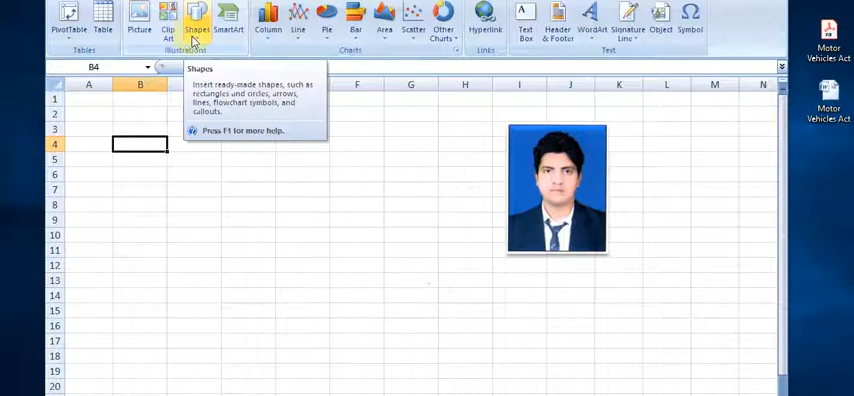 PivotTable Table Picture Clip Art Shapes SmartArt Column Line Pie Bar Area Scatter Other Charts Hyperlink Text Box Header & Footer WordArt Signature Line Object Symbol
Tables Illustrations Charts Links Text
B4
Shapes
Insert ready-made shapes, such as
rectangles and circles, arrows,
lines, flowchart symbols, and
callouts.
Press F1 for more help.
A B F G H I J K L M N
1
2
3
4
5
6
7
8
9
10
11
12
13
14
15
16
17
18
19
20
PDF
Motor
Vehicles Act
W
Motor
Vehicles Act